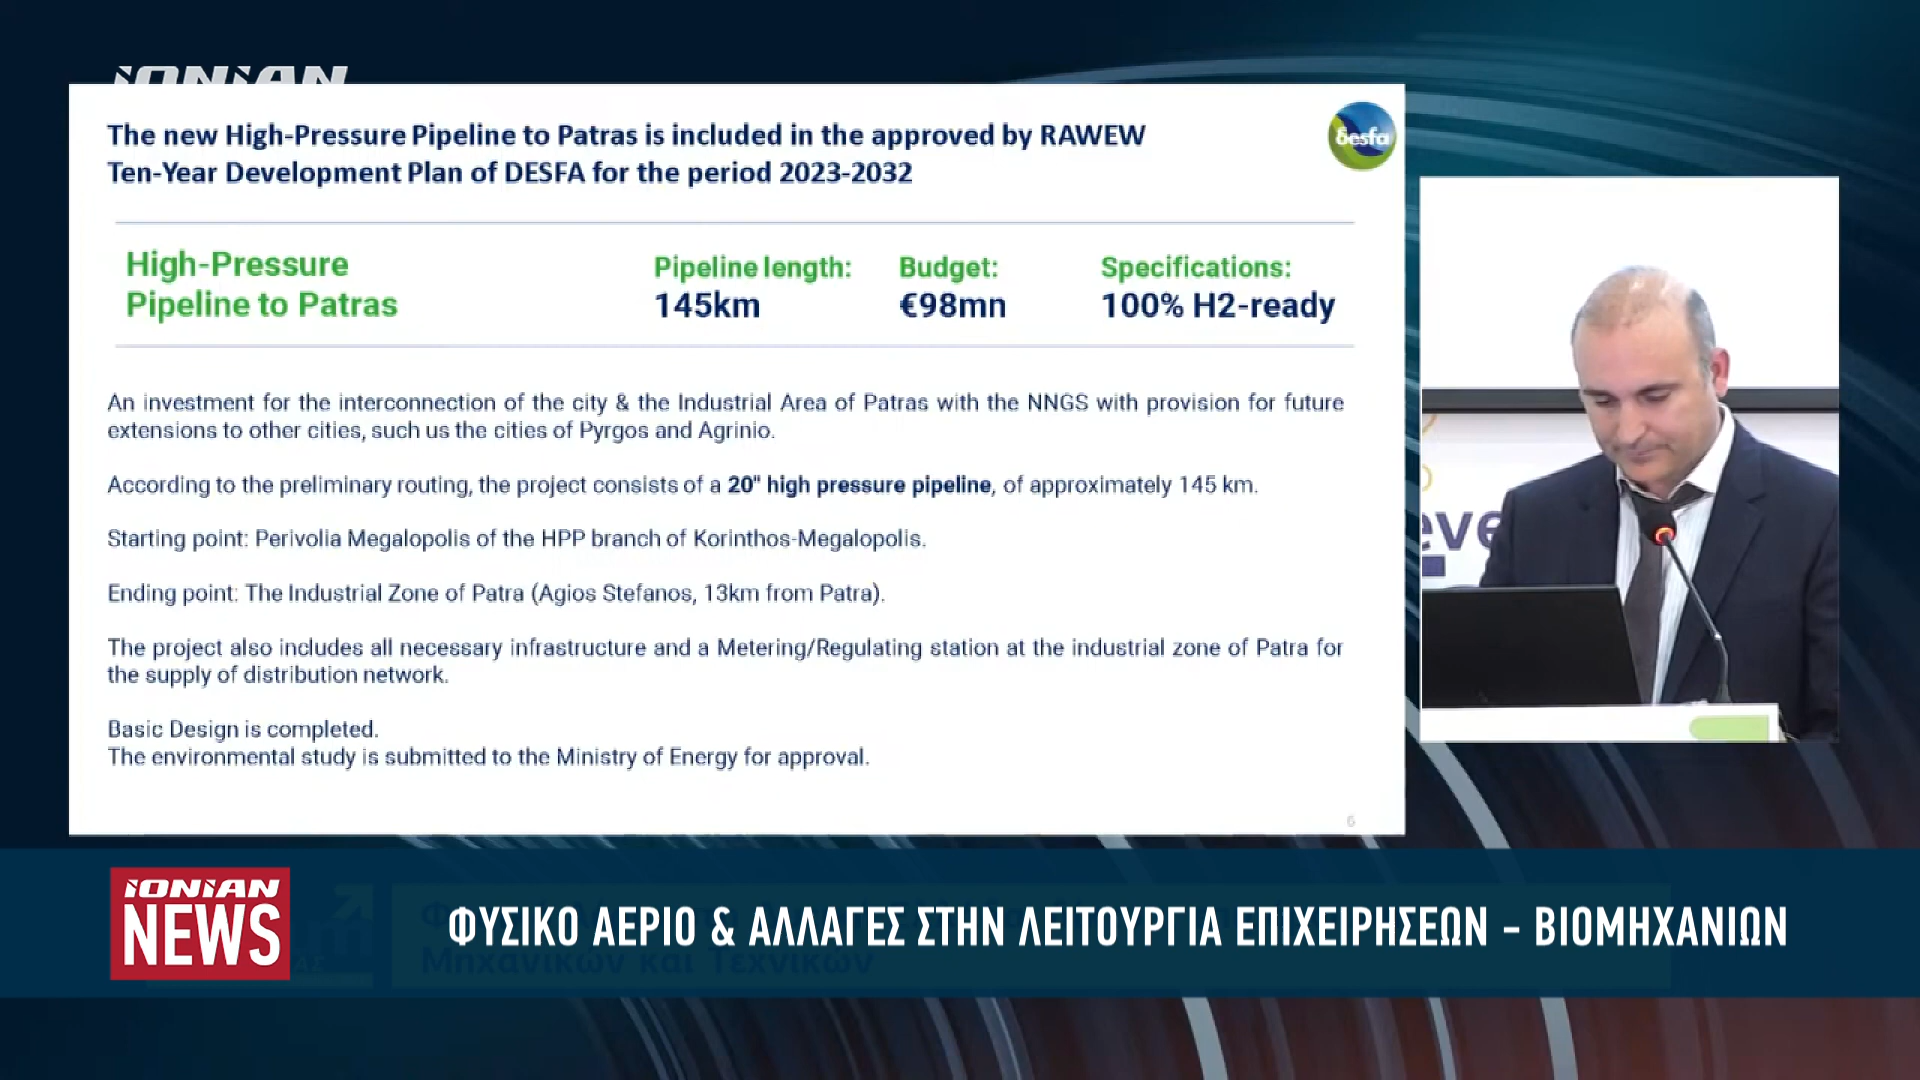 IONIAN
The new High-Pressure Pipeline to Patras is included in the approved by RAWEW
Ten-Year Development Plan of DESFA for the period 2023-2032
δesfa
High-Pressure
Pipeline to Patras
Pipeline length:
145km
Budget:
€98mn
Specifications:
100% H2-ready
An investment for the interconnection of the city & the Industrial Area of Patras with the NNGS with provision for future
extensions to other cities, such us the cities of Pyrgos and Agrinio.
According to the preliminary routing, the project consists of a 20" high pressure pipeline, of approximately 145 km.
Starting point: Perivolia Megalopolis of the HPP branch of Korinthos-Megalopolis.
Ending point: The Industrial Zone of Patra (Agios Stefanos, 13km from Patra).
The project also includes all necessary infrastructure and a Metering/Regulating station at the industrial zone of Patra for
the supply of distribution network.
Basic Design is completed.
The environmental study is submitted to the Ministry of Energy for approval.
6
eve
IONIAN
NEWS
ΦΥΣΙΚΟ ΑΕΡΙΟ & ΑΛΛΑΓΕΣ ΣΤΗΝ ΛΕΙΤΟΥΡΓΙΑ ΕΠΙΧΕΙΡΗΣΕΩΝ – ΒΙΟΜΗΧΑΝΙΩΝ
Μηχανικών και Τεχνικών